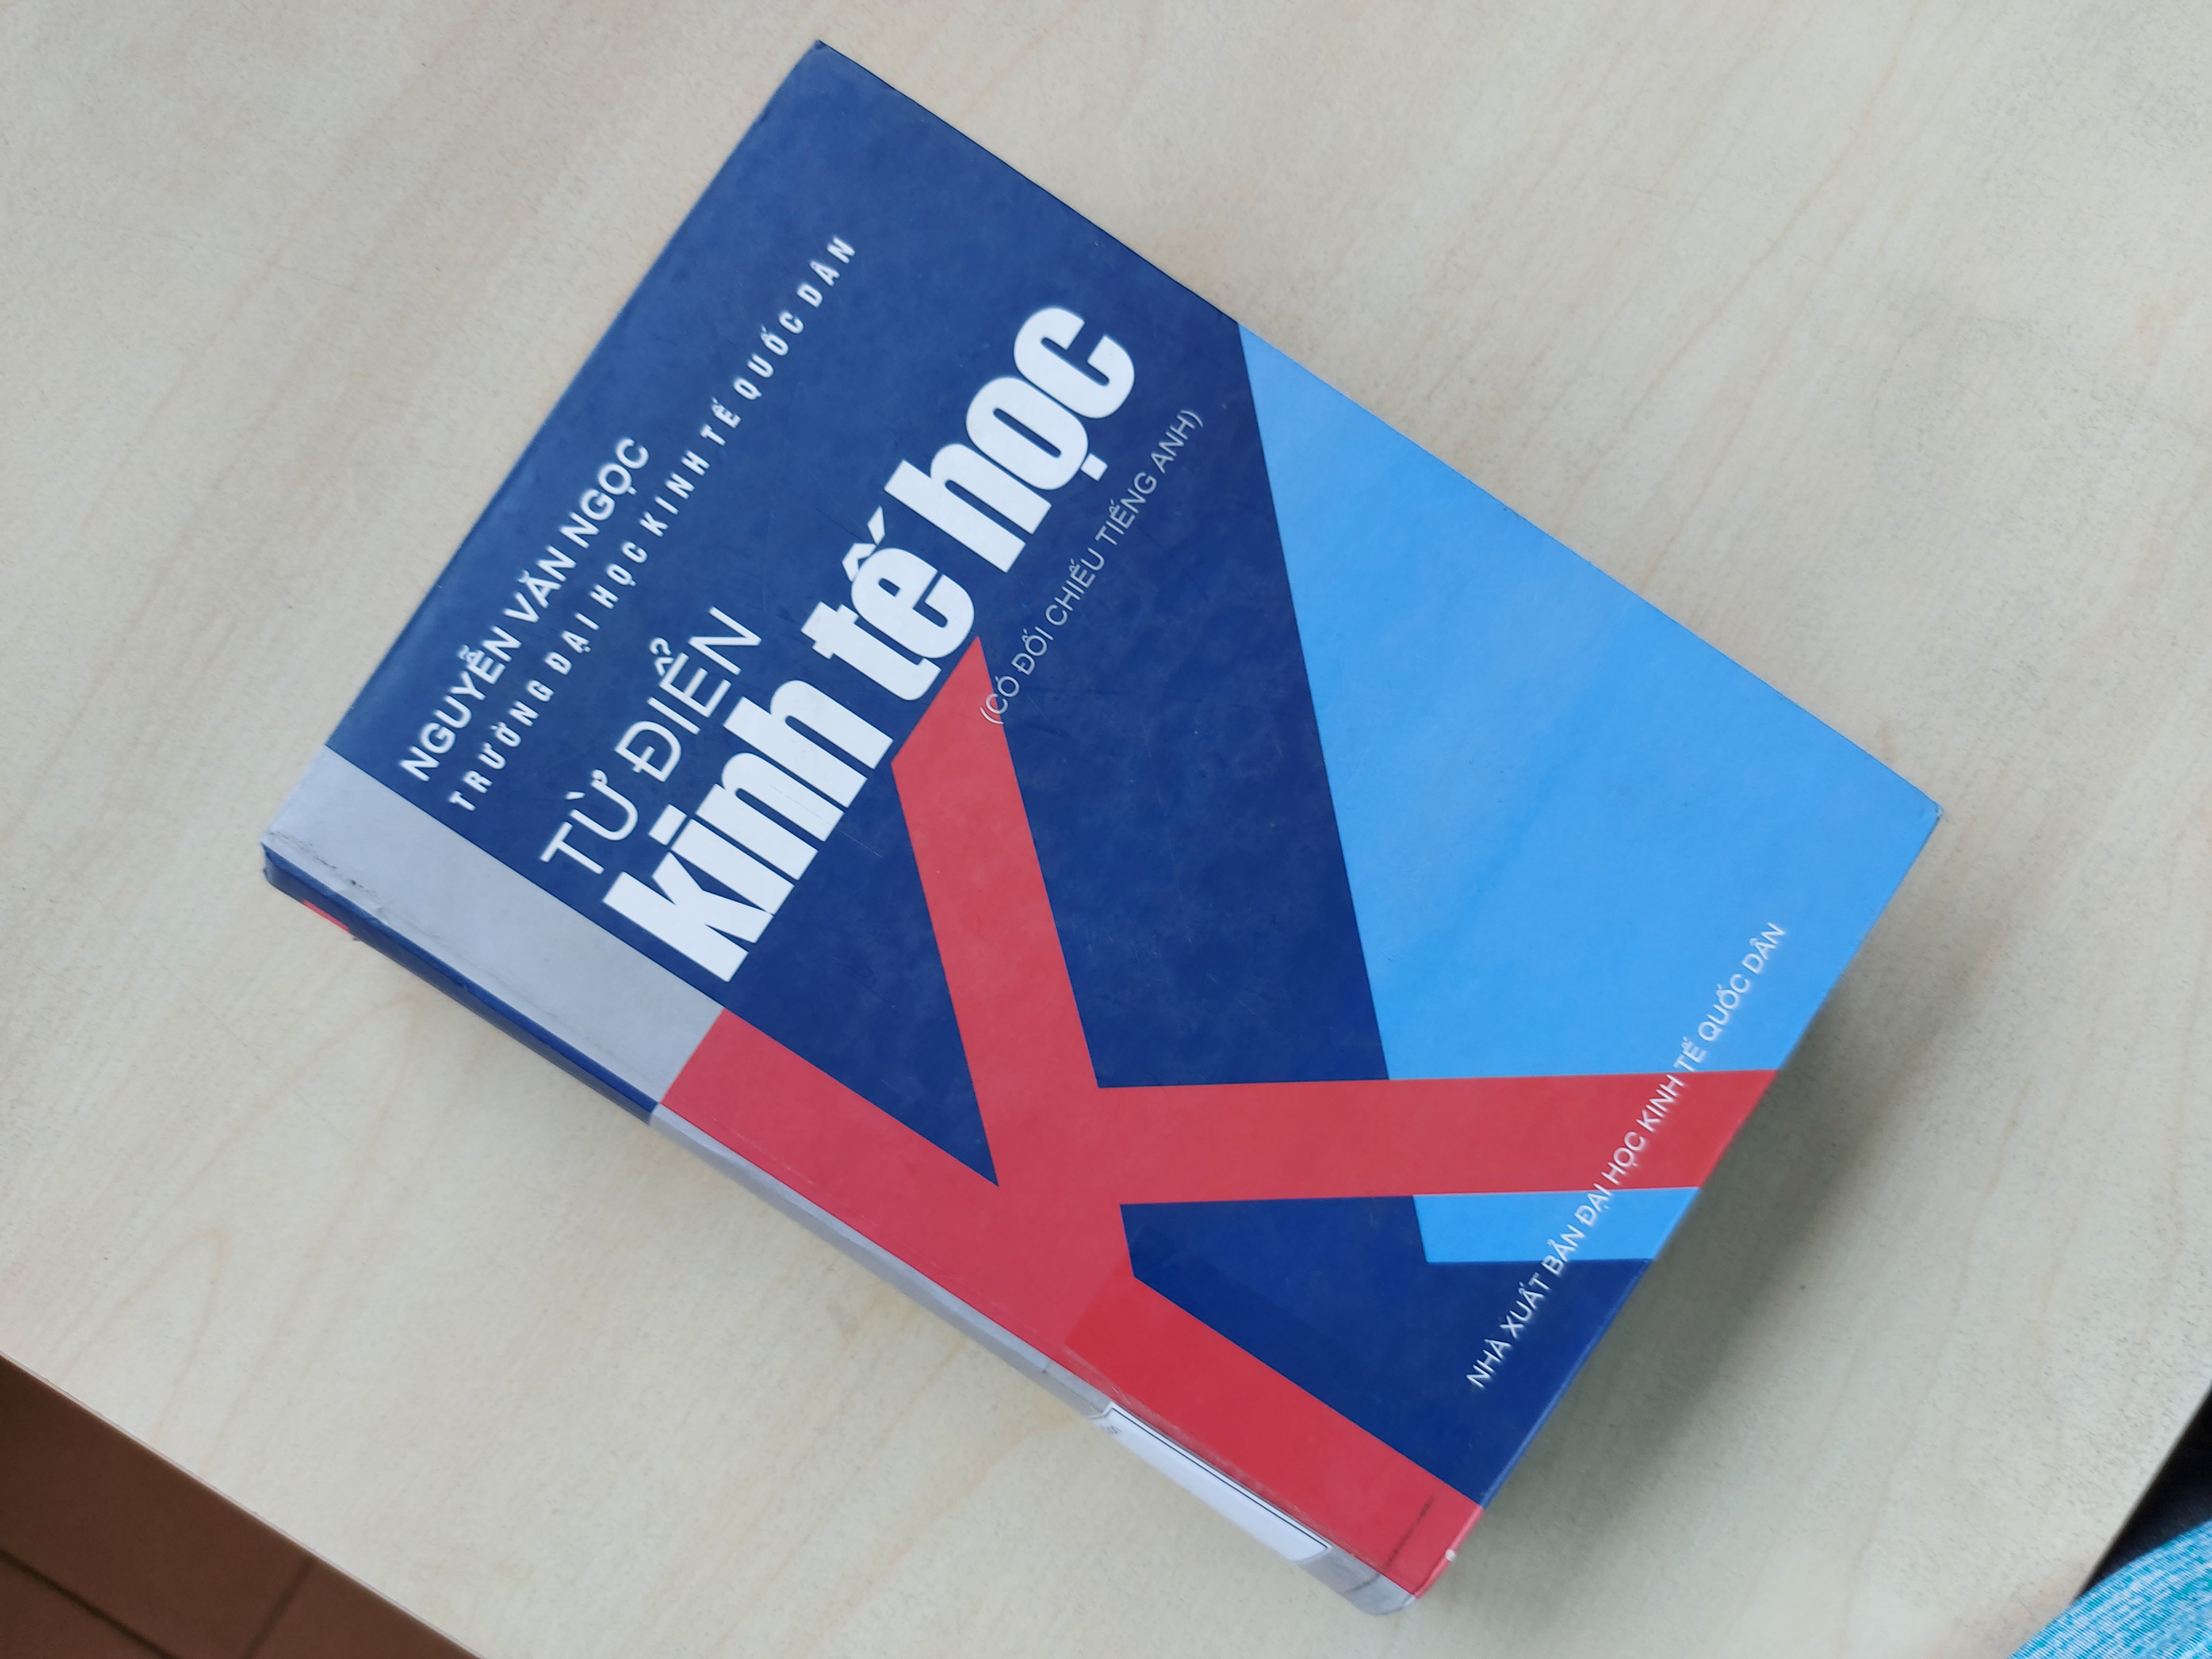 NGUYỄN VĂN NGỌC
TRƯỜNG ĐẠI HỌC KINH TẾ QUỐC DÂN
TỪ ĐIỂN
kinh tế học
(CÓ ĐỐI CHIẾU TIẾNG ANH)
NHÀ XUẤT BẢN ĐẠI HỌC KINH TẾ QUỐC DÂN